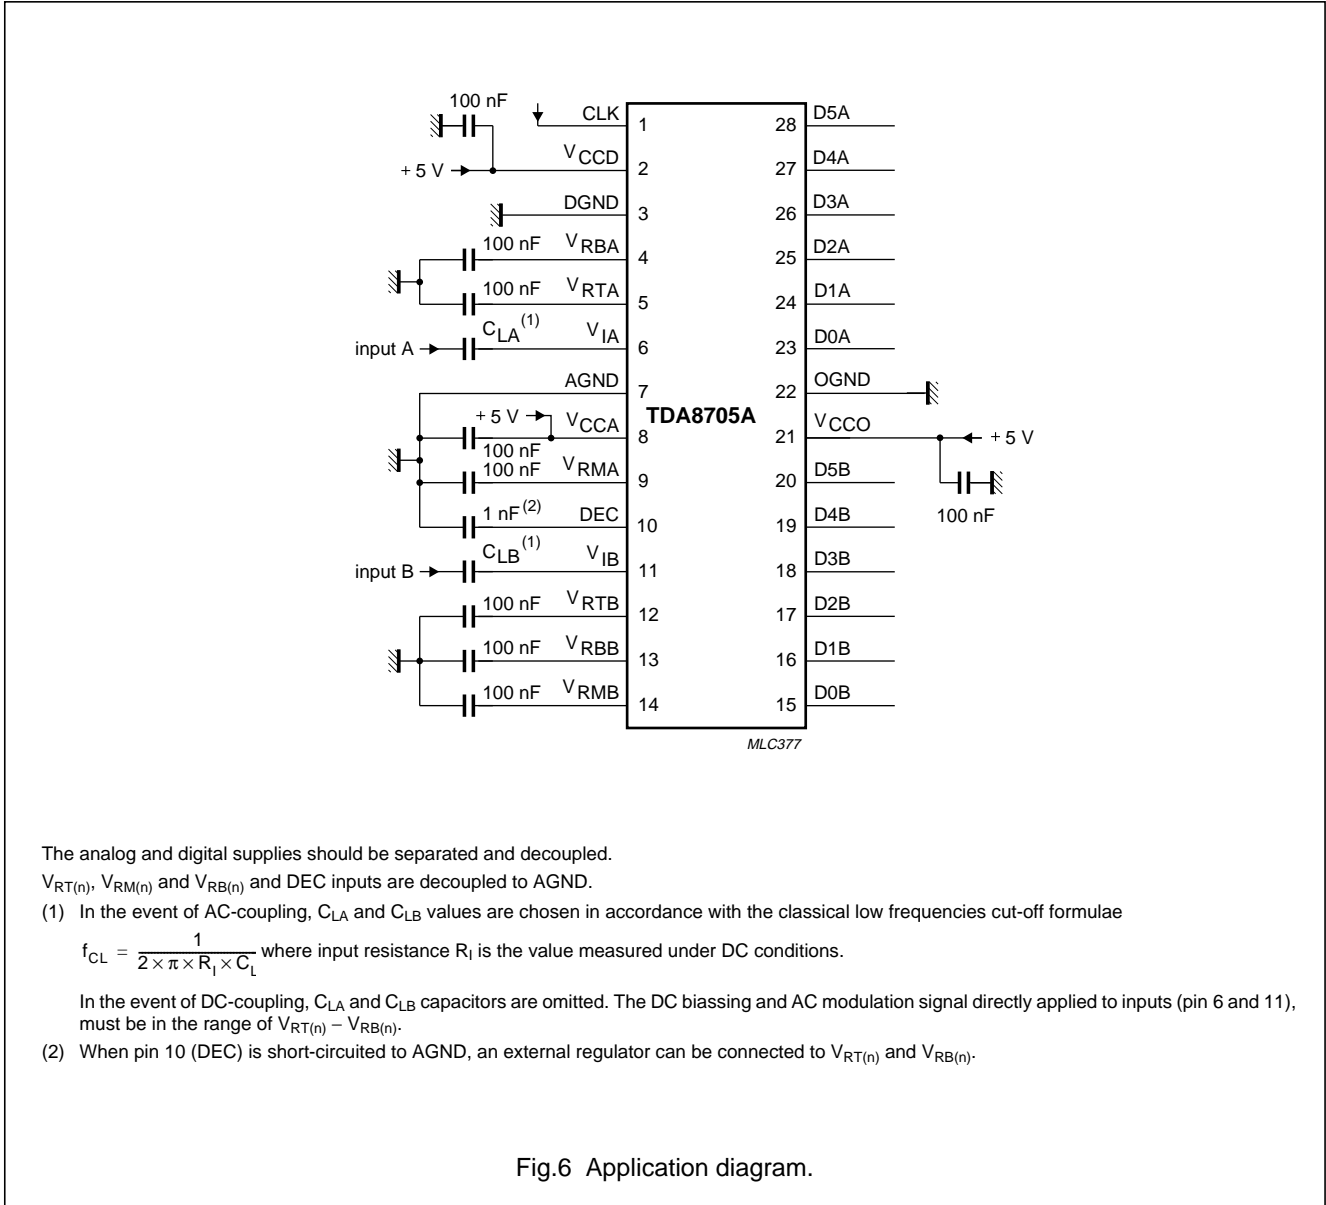 100 nF
CLK
1
28
D5A
VCCD
+ 5 V
2
27
D4A
DGND
3
26
D3A
100 nF
VRBA
4
25
D2A
100 nF
VRTA
5
24
D1A
CLA(1)
VIA
input A
6
23
D0A
AGND
7
22
OGND
TDA8705A
+ 5 V
VCCA
8
21
VCCO
+ 5 V
100 nF
100 nF
VRMA
9
20
D5B
100 nF
1 nF(2)
DEC
10
19
D4B
CLB(1)
VIB
input B
11
18
D3B
100 nF
VRTB
12
17
D2B
100 nF
VRBB
13
16
D1B
100 nF
VRMB
14
15
D0B
MLC377
The analog and digital supplies should be separated and decoupled.
VRT(n), VRM(n) and VRB(n) and DEC inputs are decoupled to AGND.
(1) In the event of AC-coupling, CLA and CLB values are chosen in accordance with the classical low frequencies cut-off formulae
fCL = 1 / (2 × π × RI × CL) where input resistance RI is the value measured under DC conditions.
In the event of DC-coupling, CLA and CLB capacitors are omitted. The DC biassing and AC modulation signal directly applied to inputs (pin 6 and 11),
must be in the range of VRT(n) − VRB(n).
(2) When pin 10 (DEC) is short-circuited to AGND, an external regulator can be connected to VRT(n) and VRB(n).
Fig.6 Application diagram.